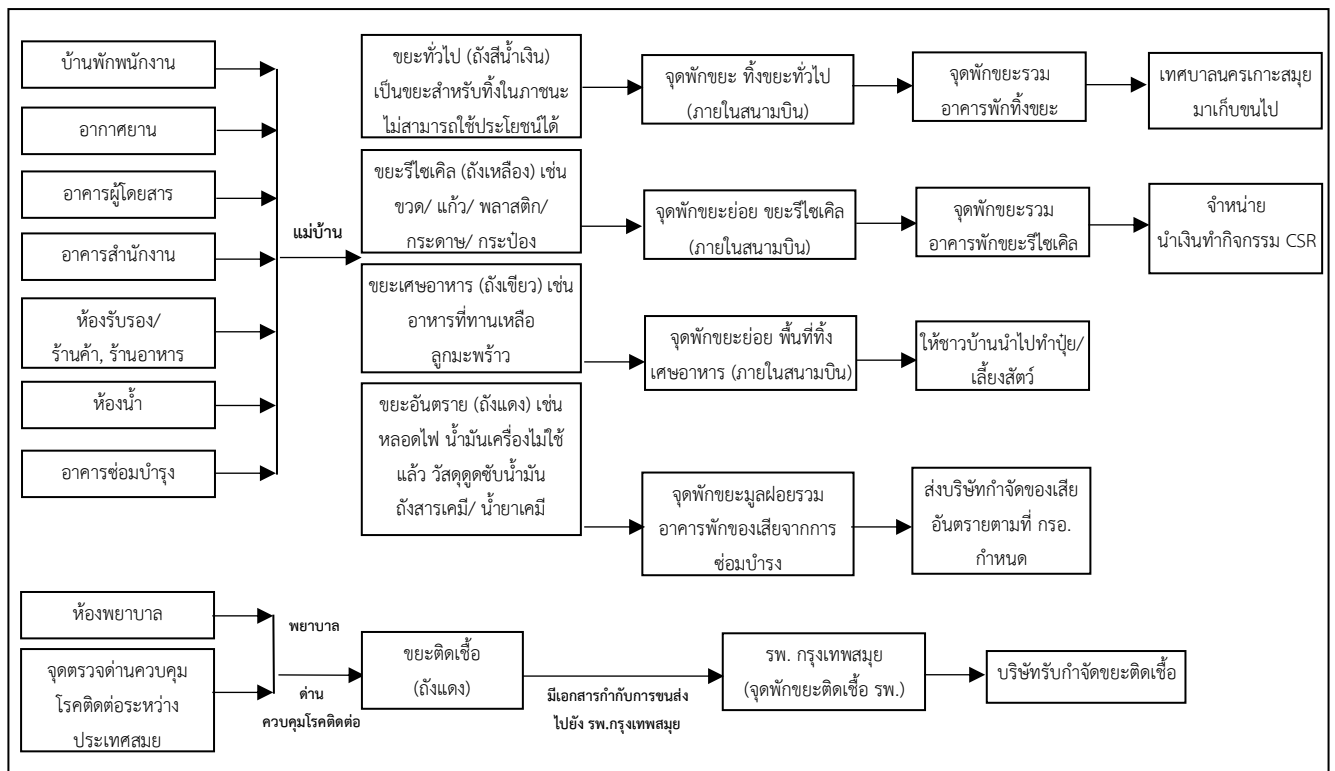 บ้านพักพนักงาน
อากาศยาน
อาคารผู้โดยสาร
อาคารสำนักงาน
ห้องรับรอง/
ร้านค้า, ร้านอาหาร
ห้องน้ำ
อาคารซ่อมบำรุง
แม่บ้าน
ขยะทั่วไป (ถังสีน้ำเงิน)
เป็นขยะสำหรับทิ้งในภาชนะ
ไม่สามารถใช้ประโยชน์ได้
จุดพักขยะ ทิ้งขยะทั่วไป
(ภายในสนามบิน)
จุดพักขยะรวม
อาคารพักทิ้งขยะ
เทศบาลนครเกาะสมุย
มาเก็บขนไป
ขยะรีไซเคิล (ถังเหลือง) เช่น
ขวด/ แก้ว/ พลาสติก/
กระดาษ/ กระป๋อง
จุดพักขยะย่อย ขยะรีไซเคิล
(ภายในสนามบิน)
จุดพักขยะรวม
อาคารพักขยะรีไซเคิล
จำหน่าย
นำเงินทำกิจกรรม CSR
ขยะเศษอาหาร (ถังเขียว) เช่น
อาหารที่ทานเหลือ
ลูกมะพร้าว
จุดพักขยะย่อย พื้นที่ทิ้ง
เศษอาหาร (ภายในสนามบิน)
ให้ชาวบ้านนำไปทำปุ๋ย/
เลี้ยงสัตว์
ขยะอันตราย (ถังแดง) เช่น
หลอดไฟ น้ำมันเครื่องไม่ใช้
แล้ว วัสดุดูดซับน้ำมัน
ถังสารเคมี/ น้ำยาเคมี
จุดพักขยะมูลฝอยรวม
อาคารพักของเสียจากการ
ซ่อมบำรุง
ส่งบริษัทกำจัดของเสีย
อันตรายตามที่ กรอ.
กำหนด
ห้องพยาบาล
จุดตรวจด่านควบคุม
โรคติดต่อระหว่าง
ประเทศสมุย
พยาบาล
ด่าน
ควบคุมโรคติดต่อ
ขยะติดเชื้อ
(ถังแดง)
มีเอกสารกำกับการขนส่ง
ไปยัง รพ.กรุงเทพสมุย
รพ. กรุงเทพสมุย
(จุดพักขยะติดเชื้อ รพ.)
บริษัทรับกำจัดขยะติดเชื้อ